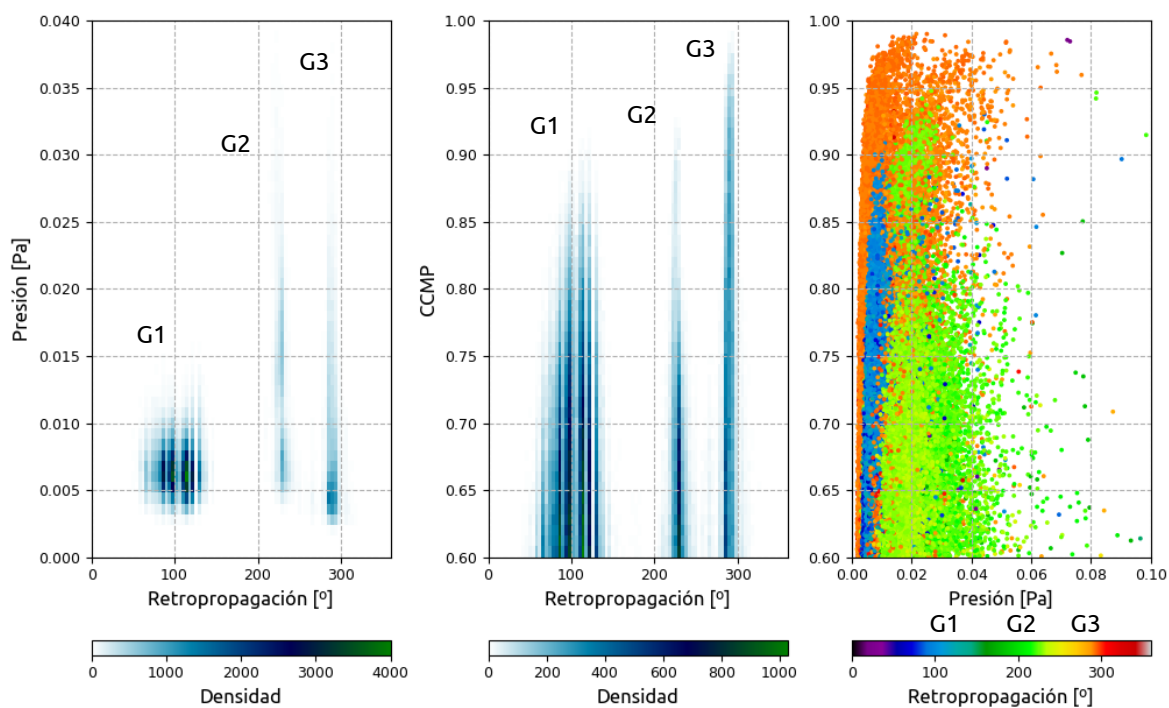 0.040
0.035
0.030
0.025
0.020
0.015
0.010
0.005
0.000
Presión [Pa]
G1
G2
G3
0 100 200 300
Retropropagación [º]
0 1000 2000 3000 4000
Densidad
1.00
0.95
0.90
0.85
0.80
0.75
0.70
0.65
0.60
CCMP
G1
G2
G3
0 100 200 300
Retropropagación [º]
0 200 400 600 800 1000
Densidad
1.00
0.95
0.90
0.85
0.80
0.75
0.70
0.65
0.60
0.00 0.02 0.04 0.06 0.08 0.10
Presión [Pa]
G1 G2 G3
0 100 200 300
Retropropagación [º]